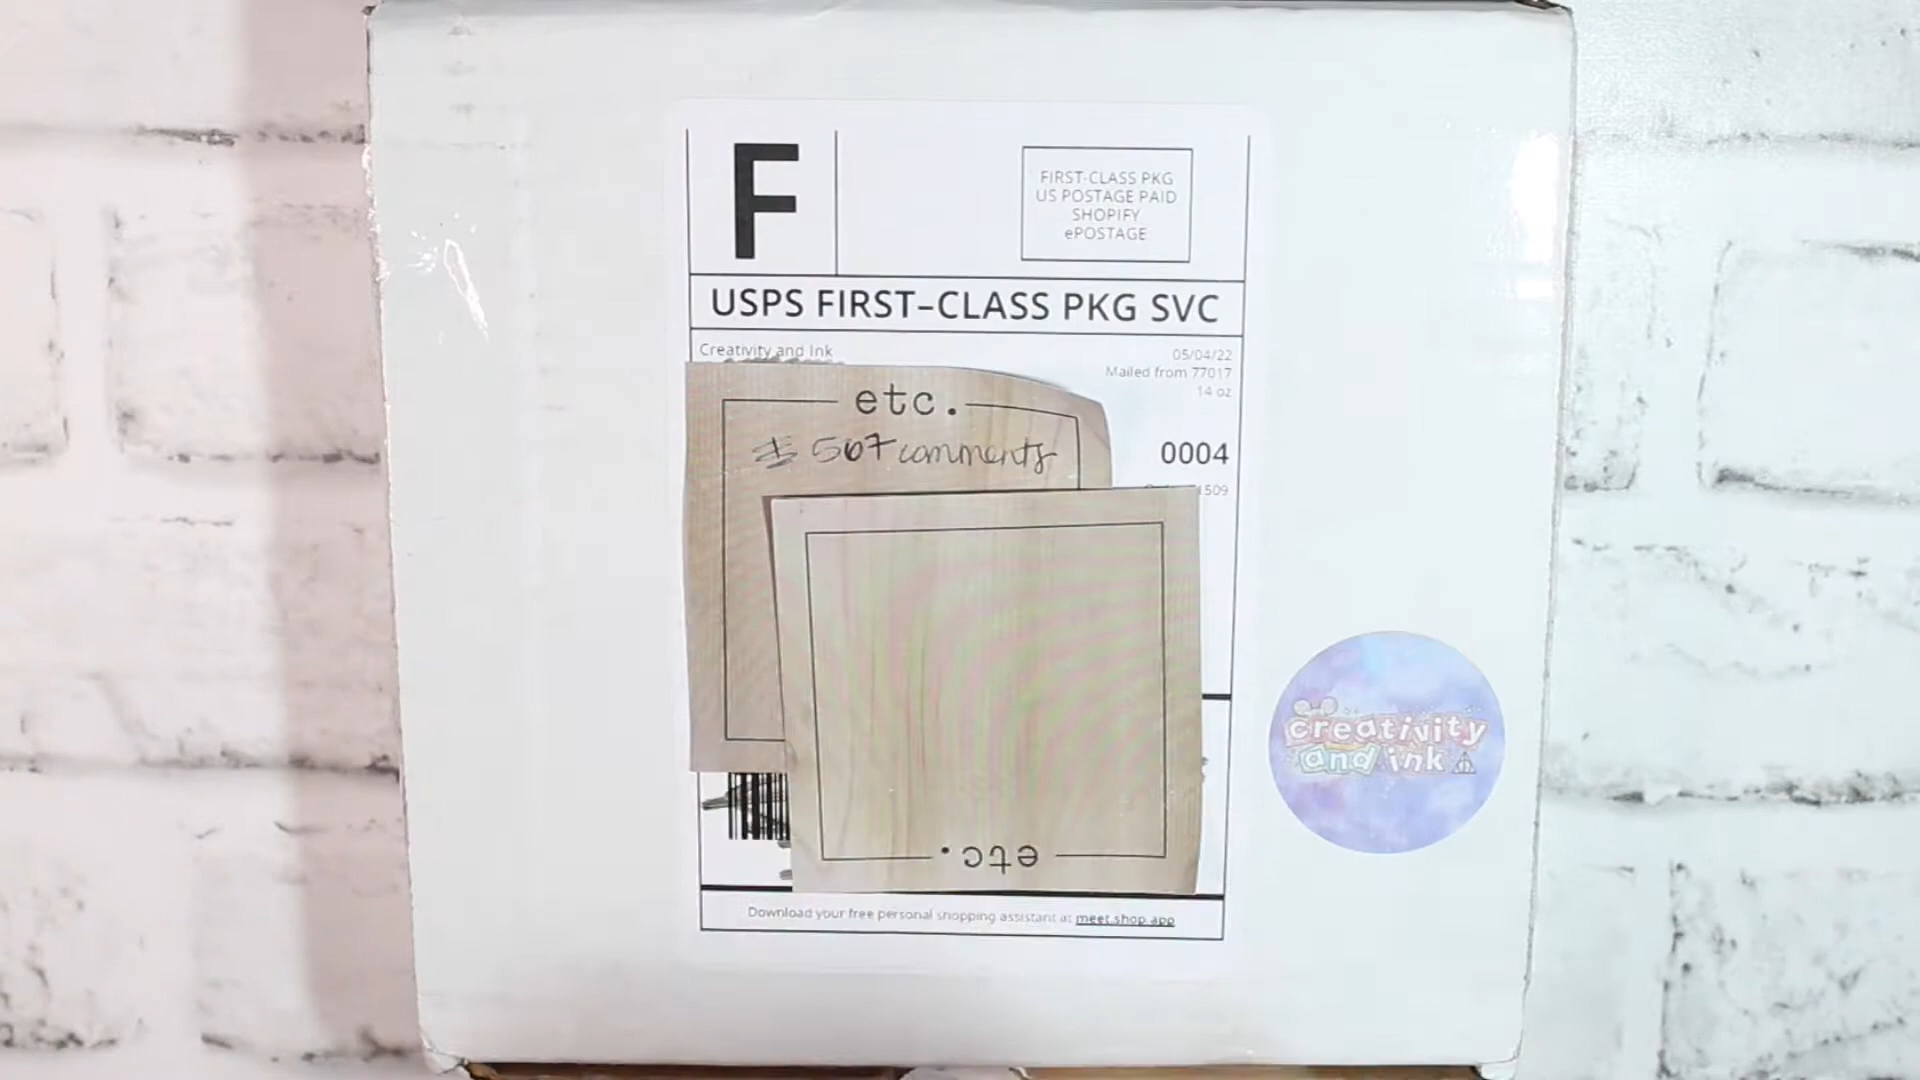 F
FIRST-CLASS PKG
US POSTAGE PAID
SHOPIFY
ePOSTAGE
USPS FIRST-CLASS PKG SVC
Creativity and Ink
05/04/22
Mailed from 77017
14 oz
etc.
567 comments
0004
1509
etc.
creativity
and ink
Download your free personal shopping assistant at meet.shop.app